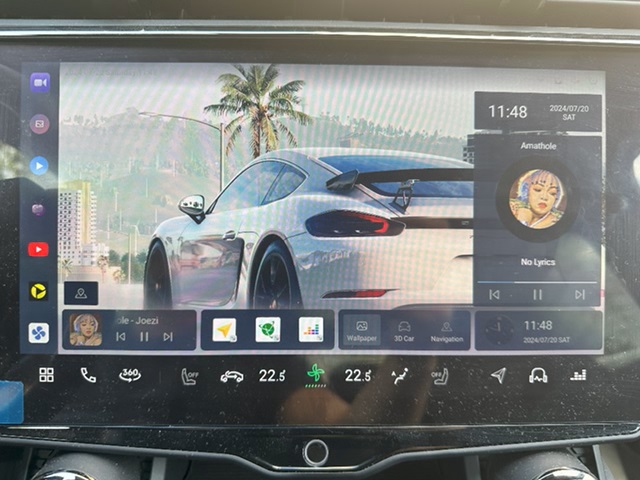 11:48
2024/07/20
SAT
Amathole
No Lyrics
ole - Joezi
Wallpaper
3D Car
Navigation
11:48
2024/07/20 SAT
360
OFF
22.5
22.5
OFF